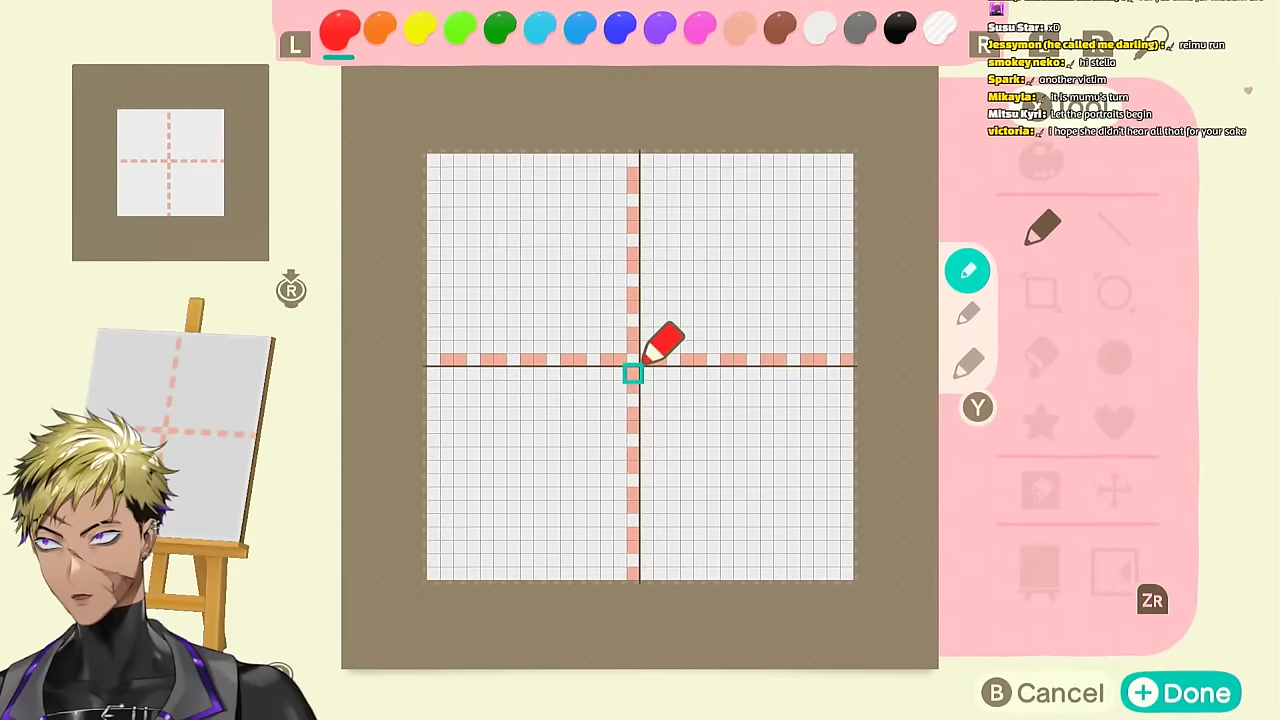 L
R
Susu Star: xD
Jessymon (he called me darling): reimu run
smokey neko: hi stella
Spark: another victim
Mikayla: it is mumu's turn
Mitsu Kyri: Let the portraits begin
victoria: I hope she didn't hear all that for your sake
R
Y
ZR
B Cancel
+ Done